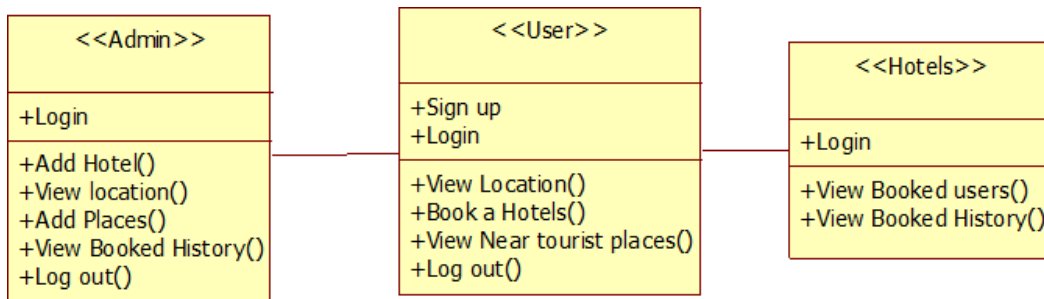 <<Admin>>
+Login
+Add Hotel()
+View location()
+Add Places()
+View Booked History()
+Log out()
<<User>>
+Sign up
+Login
+View Location()
+Book a Hotels()
+View Near tourist places()
+Log out()
<<Hotels>>
+Login
+View Booked users()
+View Booked History()